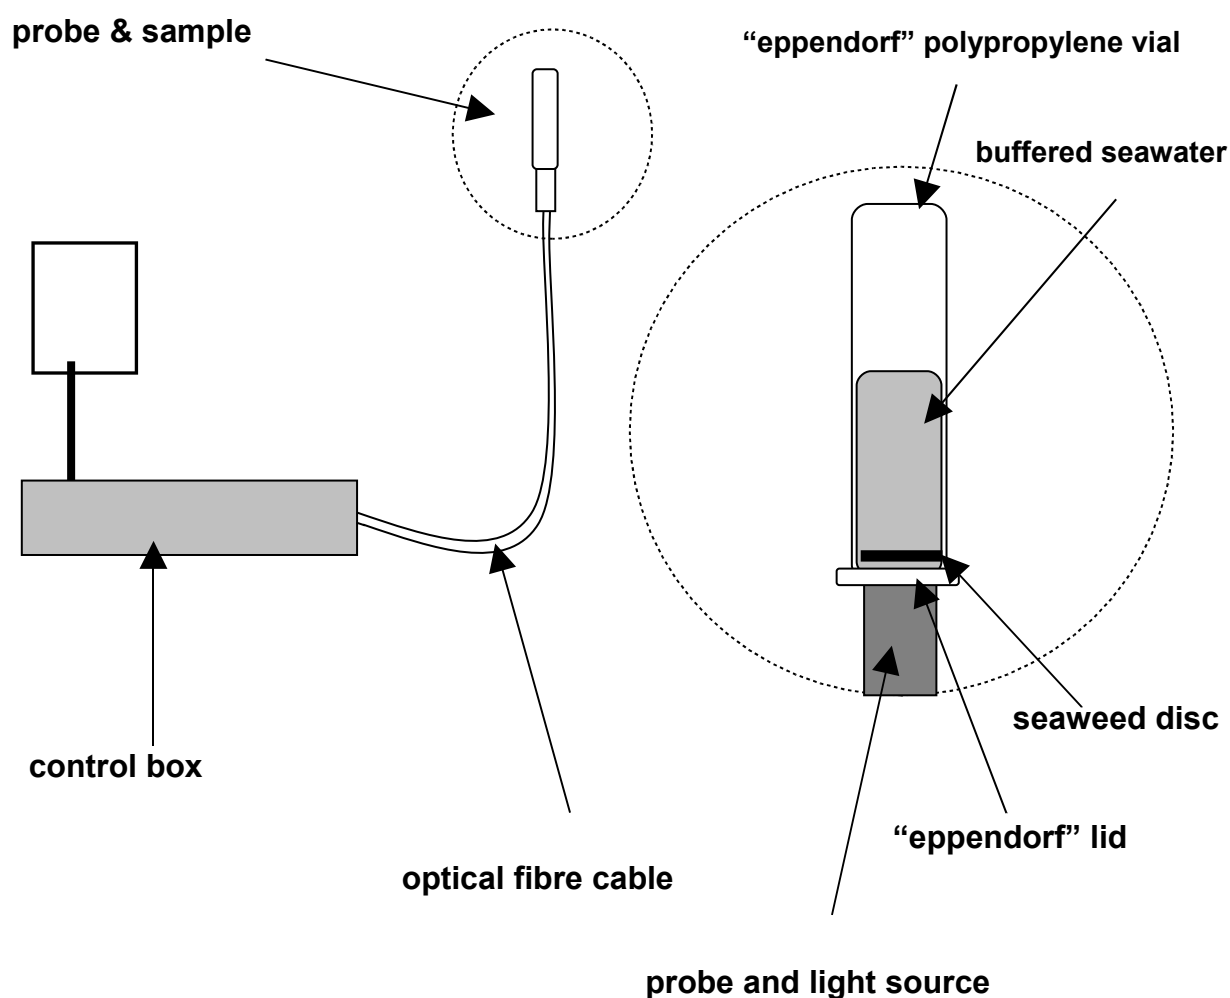 probe & sample
“eppendorf” polypropylene vial
buffered seawater
control box
seaweed disc
“eppendorf” lid
optical fibre cable
probe and light source